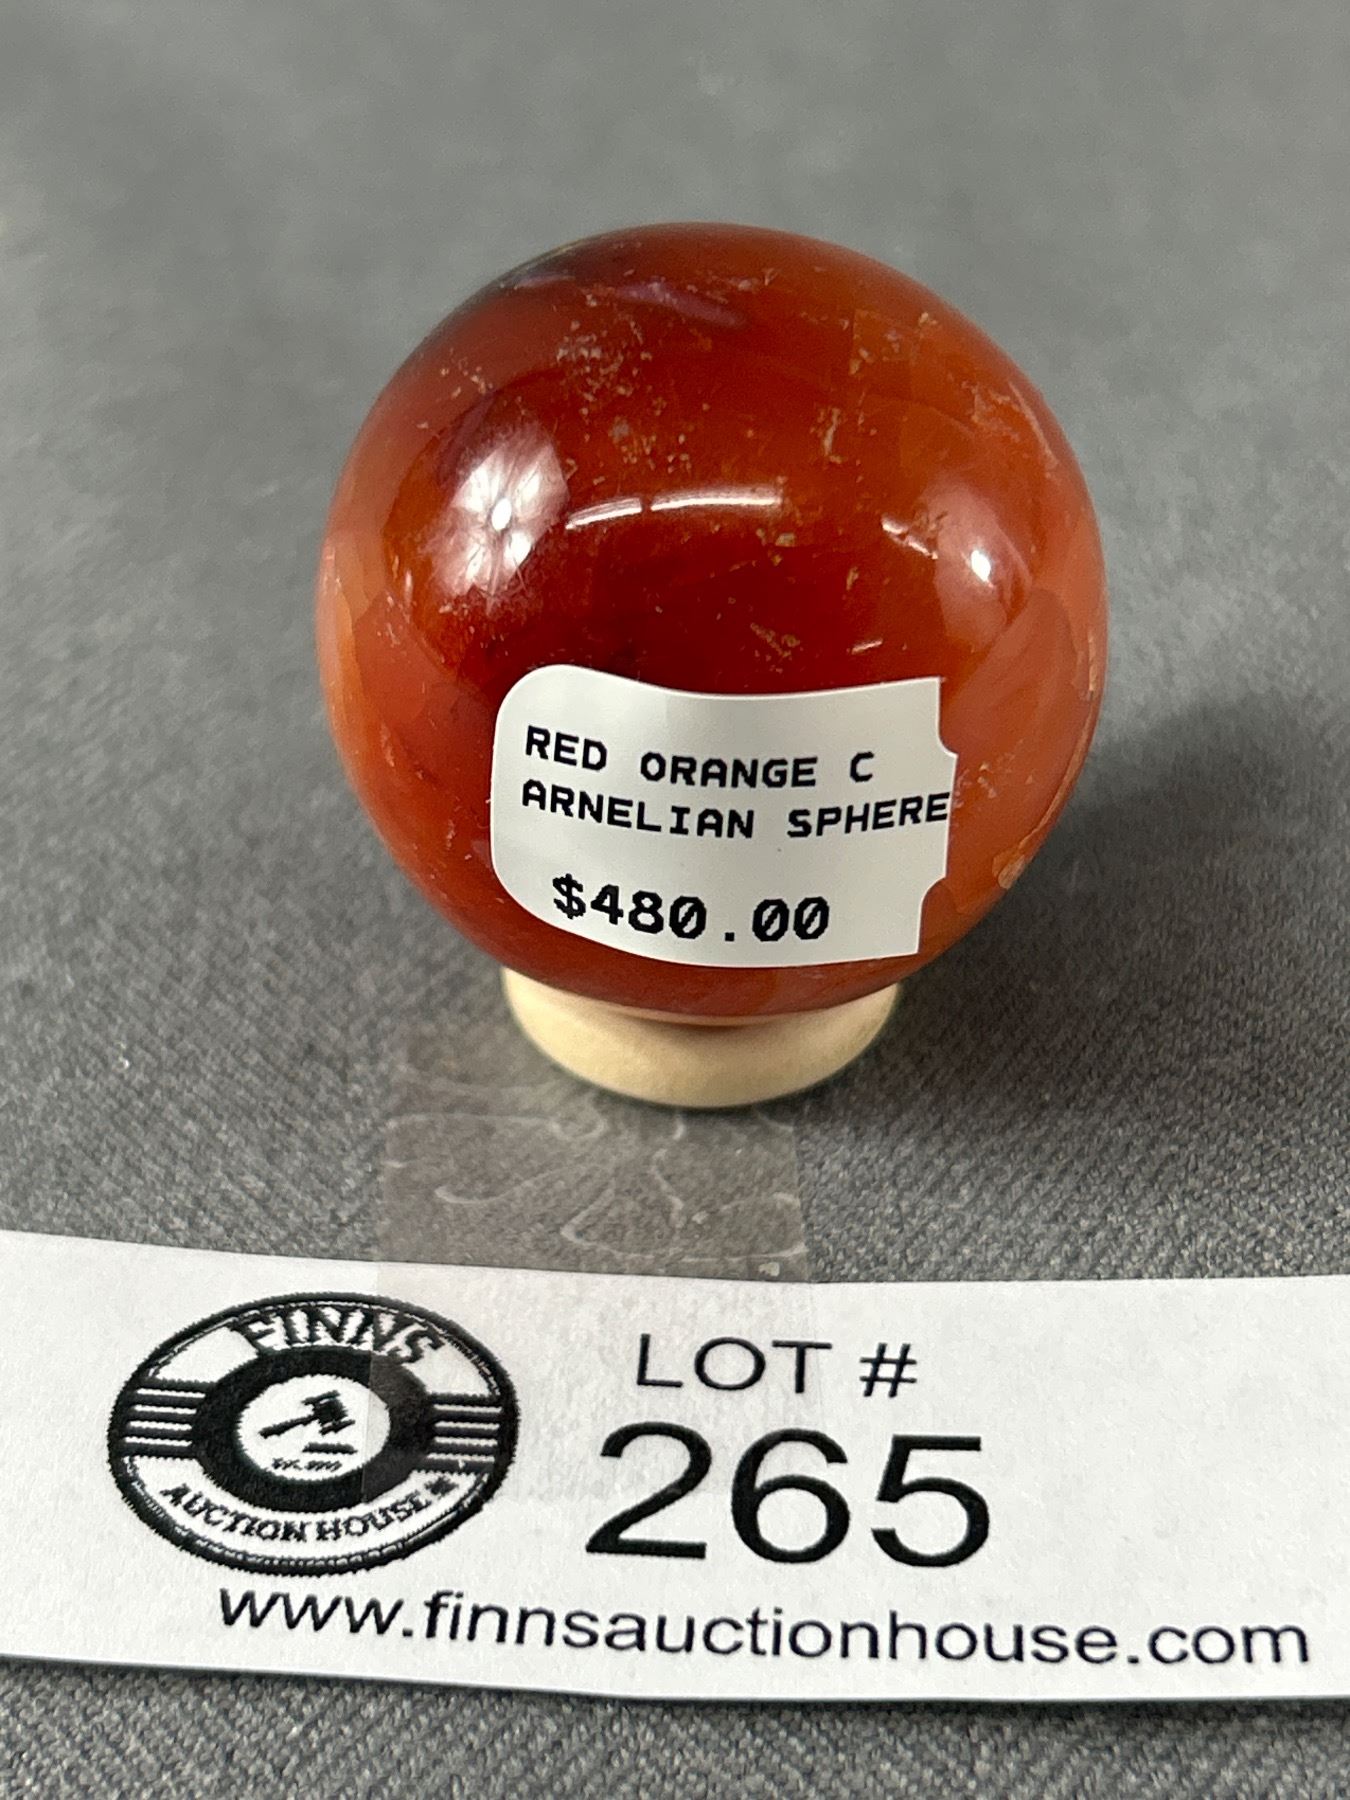 RED ORANGE C
ARNELIAN SPHERE
$480.00
FINNS
AUCTION HOUSE
LOT #
265
www.finnsauctionhouse.com